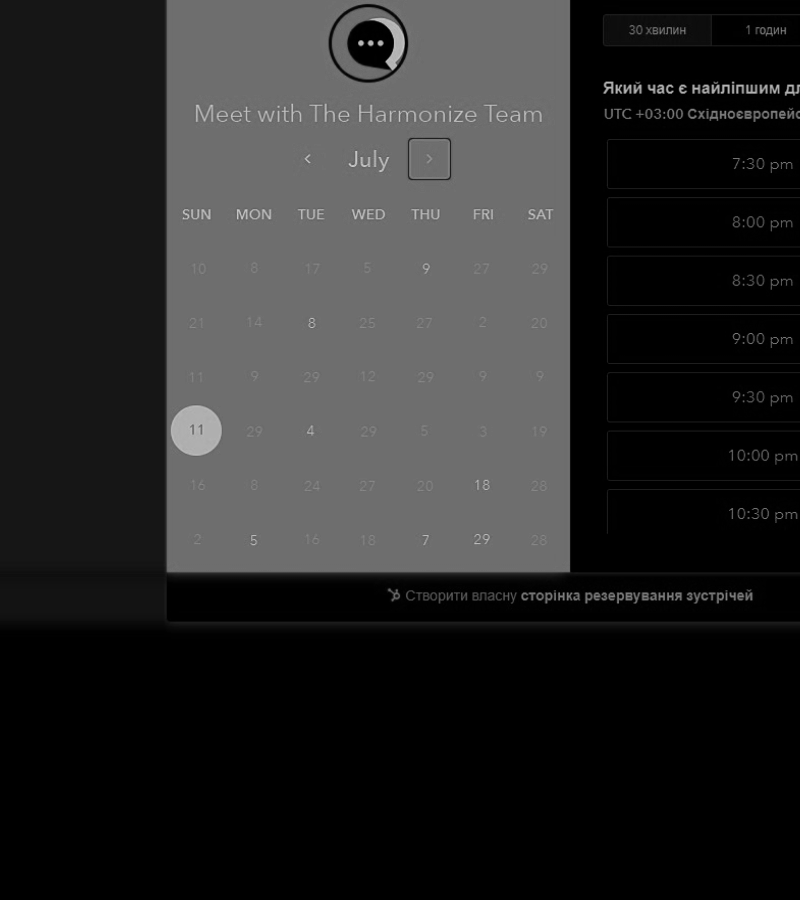 Meet with The Harmonize Team
July
SUN MON TUE WED THU FRI SAT
10 8 17 5 9 27 29
21 14 8 25 27 2 20
11 9 29 12 29 9 9
11 29 4 29 5 3 19
16 8 24 27 20 18 28
2 5 16 18 7 29 28
30 хвилин 1 годин
Який час є найліпшим
UTC +03:00
7:30 pm
8:00 pm
8:30 pm
9:00 pm
9:30 pm
10:00 pm
10:30 pm
Створити власну сторінка резервування зустрічей